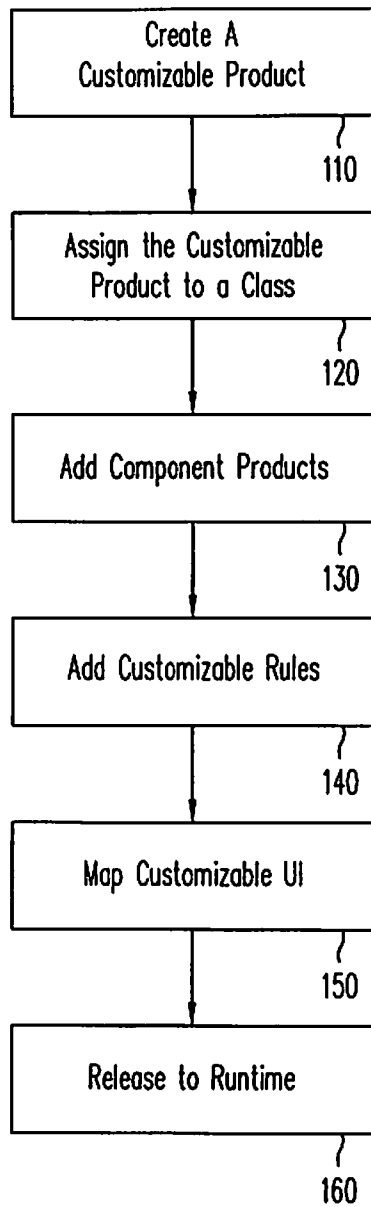 Create A
Customizable Product
110
Assign the Customizable
Product to a Class
120
Add Component Products
130
Add Customizable Rules
140
Map Customizable UI
150
Release to Runtime
160